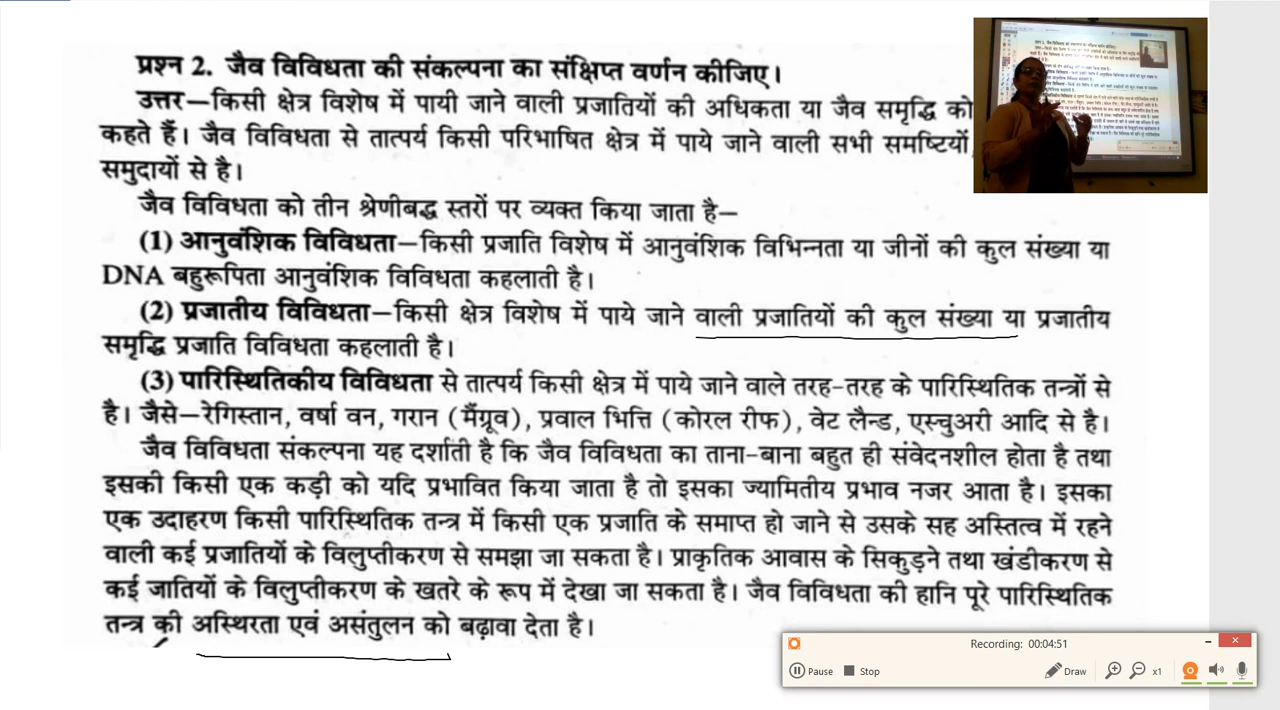 प्रश्न 2. जैव विविधता की संकल्पना का संक्षिप्त वर्णन कीजिए।
उत्तर—किसी क्षेत्र विशेष में पायी जाने वाली प्रजातियों की अधिकता या जैव समृद्धि को
कहते हैं। जैव विविधता से तात्पर्य किसी परिभाषित क्षेत्र में पाये जाने वाली सभी समष्टियों
समुदायों से है।
जैव विविधता को तीन श्रेणीबद्ध स्तरों पर व्यक्त किया जाता है—
(1) आनुवंशिक विविधता—किसी प्रजाति विशेष में आनुवंशिक विभिन्नता या जीनों की कुल संख्या या
DNA बहुरूपिता आनुवंशिक विविधता कहलाती है।
(2) प्रजातीय विविधता—किसी क्षेत्र विशेष में पाये जाने वाली प्रजातियों की कुल संख्या या प्रजातीय
समृद्धि प्रजाति विविधता कहलाती है।
(3) पारिस्थितिकीय विविधता से तात्पर्य किसी क्षेत्र में पाये जाने वाले तरह-तरह के पारिस्थितिक तन्त्रों से
है। जैसे—रेगिस्तान, वर्षा वन, गरान (मैंग्रूव), प्रवाल भित्ति (कोरल रीफ), वेट लैन्ड, एस्चुअरी आदि से है।
जैव विविधता संकल्पना यह दर्शाती है कि जैव विविधता का ताना-बाना बहुत ही संवेदनशील होता है तथा
इसकी किसी एक कड़ी को यदि प्रभावित किया जाता है तो इसका ज्यामितीय प्रभाव नजर आता है। इसका
एक उदाहरण किसी पारिस्थितिक तन्त्र में किसी एक प्रजाति के समाप्त हो जाने से उसके सह अस्तित्व में रहने
वाली कई प्रजातियों के विलुप्तीकरण से समझा जा सकता है। प्राकृतिक आवास के सिकुड़ने तथा खंडीकरण से
कई जातियों के विलुप्तीकरण के खतरे के रूप में देखा जा सकता है। जैव विविधता की हानि पूरे पारिस्थितिक
तन्त्र की अस्थिरता एवं असंतुलन को बढ़ावा देता है।
Recording: 00:04:51
Pause Stop Draw x1